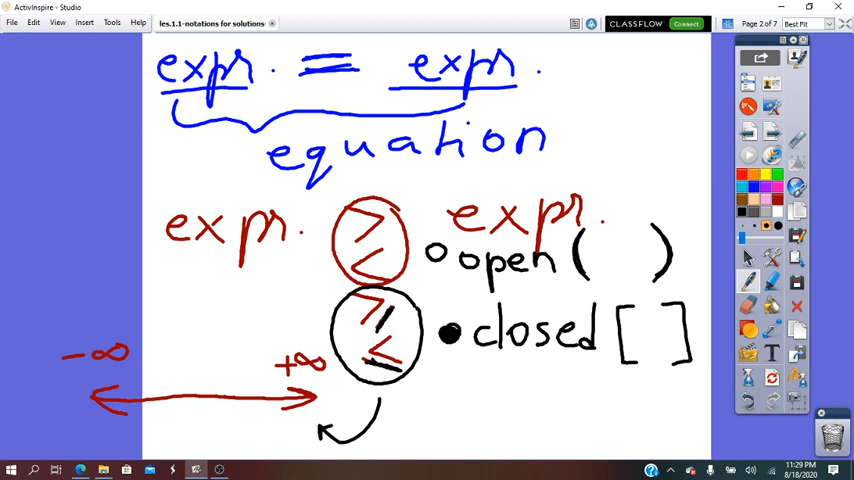 ActivInspire - Studio
File Edit View Insert Tools Help
les.1.1-notations for solutions
CLASSFLOW Connect
Page 2 of 7
Best Fit
expr. = expr.
equation
expr. > < expr.
○ open ( )
≥ ≤ ● closed [ ]
-∞ +∞
11:29 PM
8/18/2020